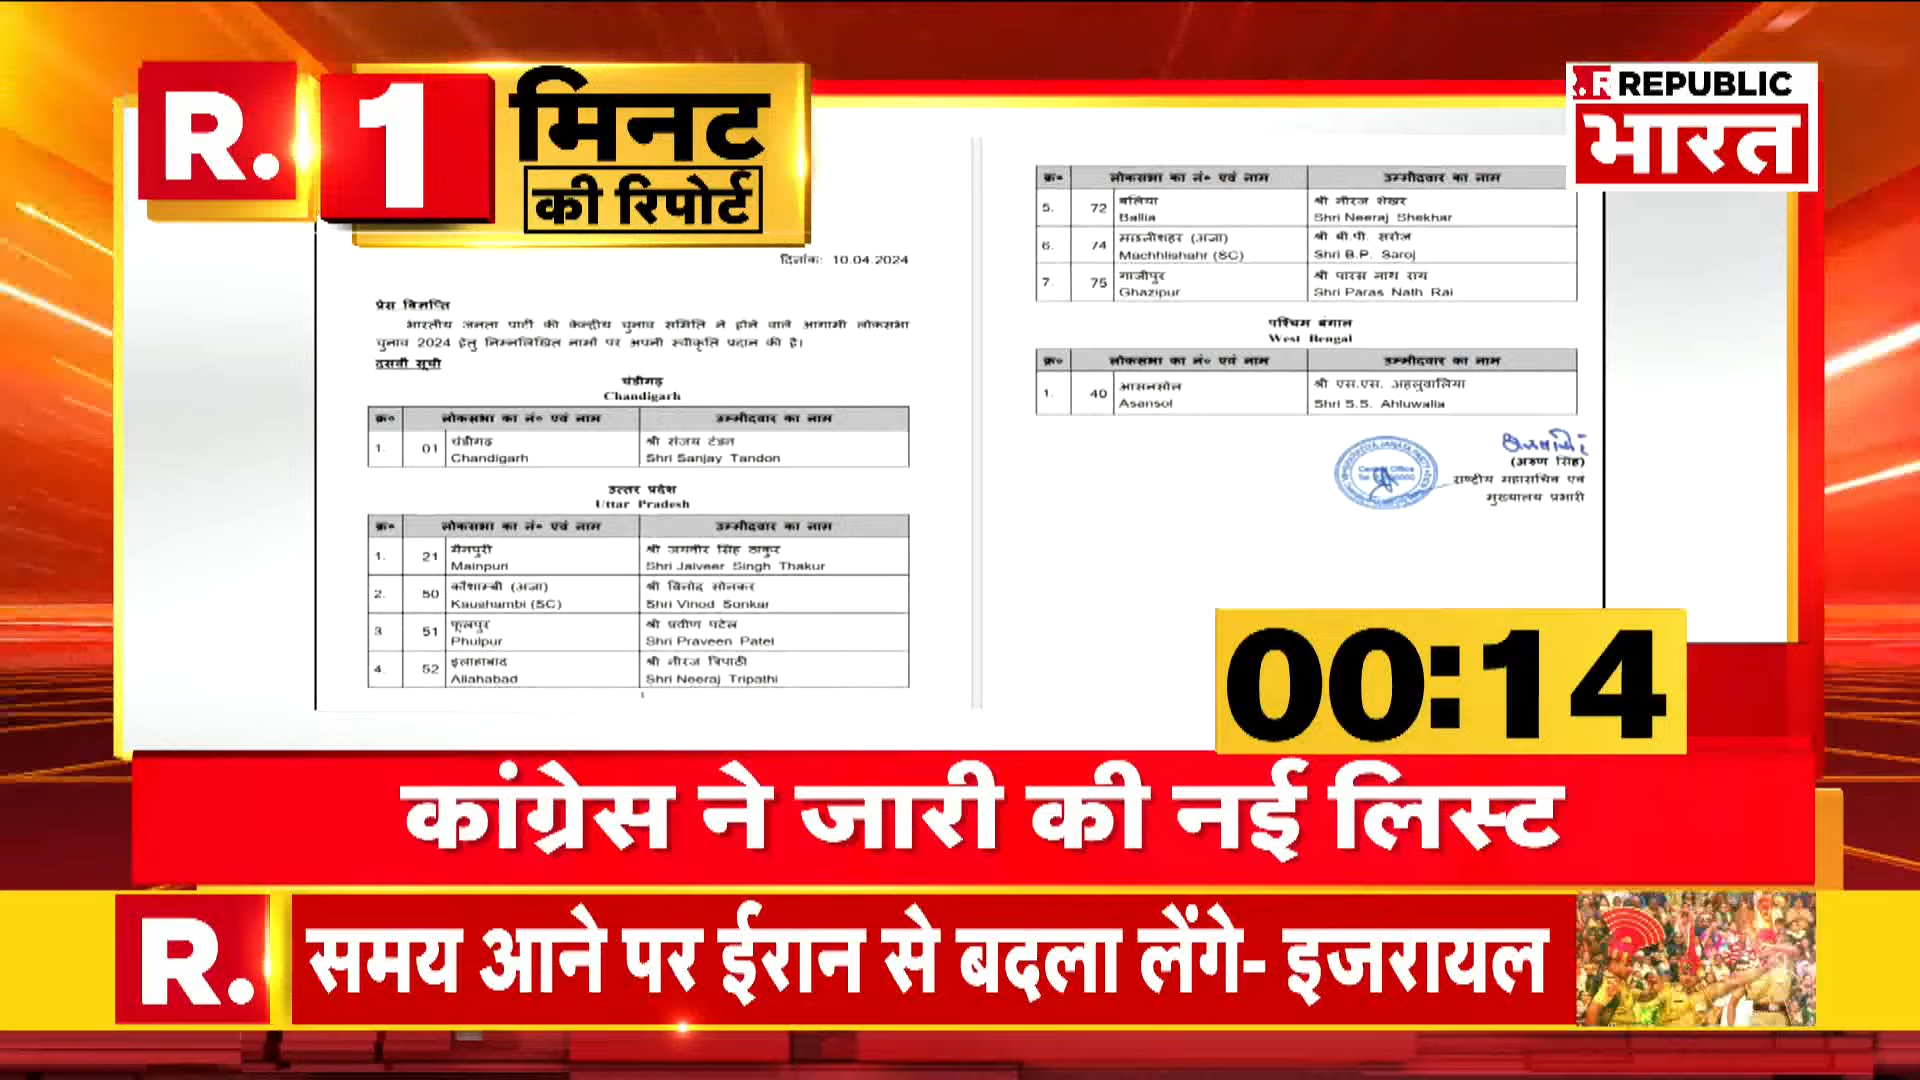 R. 1 मिनट
की रिपोर्ट
R. REPUBLIC
भारत
दिनांक: 10.04.2024
प्रेस विज्ञप्ति
भारतीय जनता पार्टी की केन्द्रीय चुनाव समिति ने होने वाले आगामी लोकसभा
चुनाव 2024 हेतु निम्नलिखित नामों पर अपनी स्वीकृति प्रदान की है।
दसवी सूची
चंडीगढ़
Chandigarh
क्र० लोकसभा का नं० एवं नाम उम्मीदवार का नाम
1. 01 चंडीगढ़ श्री संजय टंडन
Chandigarh Shri Sanjay Tandon
उत्तर प्रदेश
Uttar Pradesh
क्र० लोकसभा का नं० एवं नाम उम्मीदवार का नाम
1. 21 मैनपुरी श्री जयवीर सिंह ठाकुर
Mainpuri Shri Jaiveer Singh Thakur
2. 50 कौशाम्बी (अजा) श्री विनोद सोनकर
Kaushambi (SC) Shri Vinod Sonkar
3 51 फूलपुर श्री प्रवीण पटेल
Phulpur Shri Praveen Patel
4. 52 इलाहाबाद श्री नीरज त्रिपाठी
Allahabad Shri Neeraj Tripathi
1
क्र० लोकसभा का नं० एवं नाम उम्मीदवार का नाम
5. 72 बलिया श्री नीरज शेखर
Ballia Shri Neeraj Shekhar
6. 74 मछलीशहर (अजा) श्री बी.पी. सरोज
Machhlishahr (SC) Shri B.P. Saroj
7. 75 गाजीपुर श्री पारस नाथ राय
Ghazipur Shri Paras Nath Rai
पश्चिम बंगाल
West Bengal
क्र० लोकसभा का नं० एवं नाम उम्मीदवार का नाम
1. 40 आसनसोल श्री एस.एस. अहलुवालिया
Asansol Shri S.S. Ahluwalia
(अरुण सिंह)
राष्ट्रीय महासचिव एवं
मुख्यालय प्रभारी
00:14
कांग्रेस ने जारी की नई लिस्ट
R. समय आने पर ईरान से बदला लेंगे- इजरायल